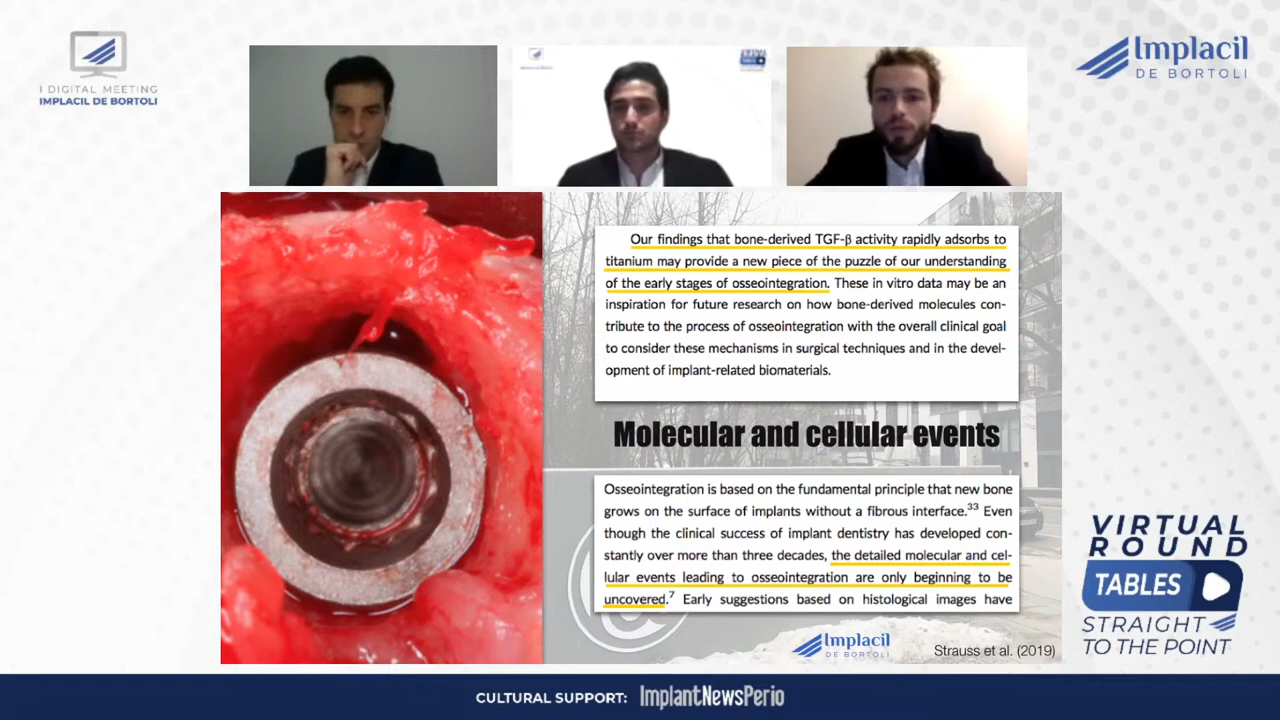 I DIGITAL MEETING
IMPLACIL DE BORTOLI
Implacil
DE BORTOLI
Our findings that bone-derived TGF-β activity rapidly adsorbs to
titanium may provide a new piece of the puzzle of our understanding
of the early stages of osseointegration. These in vitro data may be an
inspiration for future research on how bone-derived molecules con-
tribute to the process of osseointegration with the overall clinical goal
to consider these mechanisms in surgical techniques and in the devel-
opment of implant-related biomaterials.
Molecular and cellular events
Osseointegration is based on the fundamental principle that new bone
grows on the surface of implants without a fibrous interface.33 Even
though the clinical success of implant dentistry has developed con-
stantly over more than three decades, the detailed molecular and cel-
lular events leading to osseointegration are only beginning to be
uncovered.7 Early suggestions based on histological images have
Implacil
DE BORTOLI
Strauss et al. (2019)
VIRTUAL
ROUND
TABLES
STRAIGHT
TO THE POINT
CULTURAL SUPPORT: ImplantNewsPerio